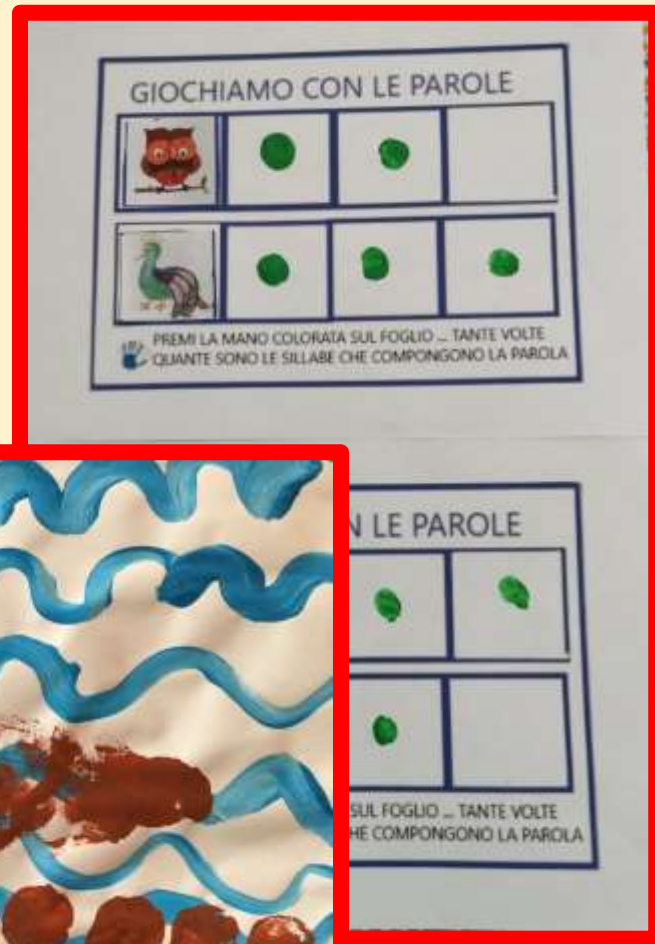 GIOCHIAMO CON LE PAROLE
PREMI LA MANO COLORATA SUL FOGLIO ... TANTE VOLTE
QUANTE SONO LE SILLABE CHE COMPONGONO LA PAROLA
LE PAROLE
SUL FOGLIO ... TANTE VOLTE
COMPONGONO LA PAROLA